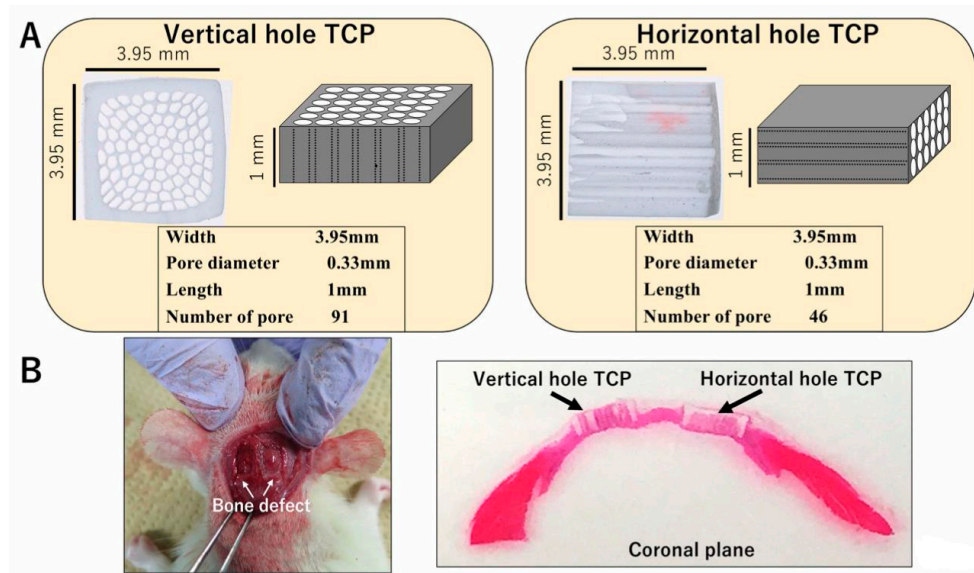 A
Vertical hole TCP
3.95 mm
3.95 mm
1 mm
Width 3.95mm
Pore diameter 0.33mm
Length 1mm
Number of pore 91
Horizontal hole TCP
3.95 mm
3.95 mm
1 mm
Width 3.95mm
Pore diameter 0.33mm
Length 1mm
Number of pore 46
B
Bone defect
Vertical hole TCP
Horizontal hole TCP
Coronal plane